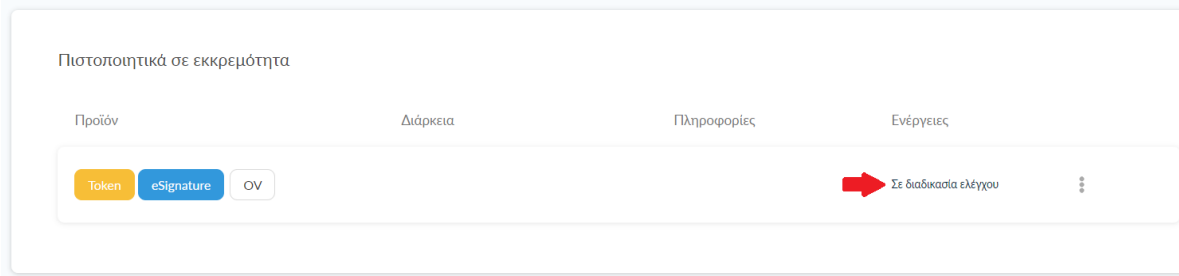 Πιστοποιητικά σε εκκρεμότητα
Προϊόν Διάρκεια Πληροφορίες Ενέργειες
Token eSignature OV Σε διαδικασία ελέγχου